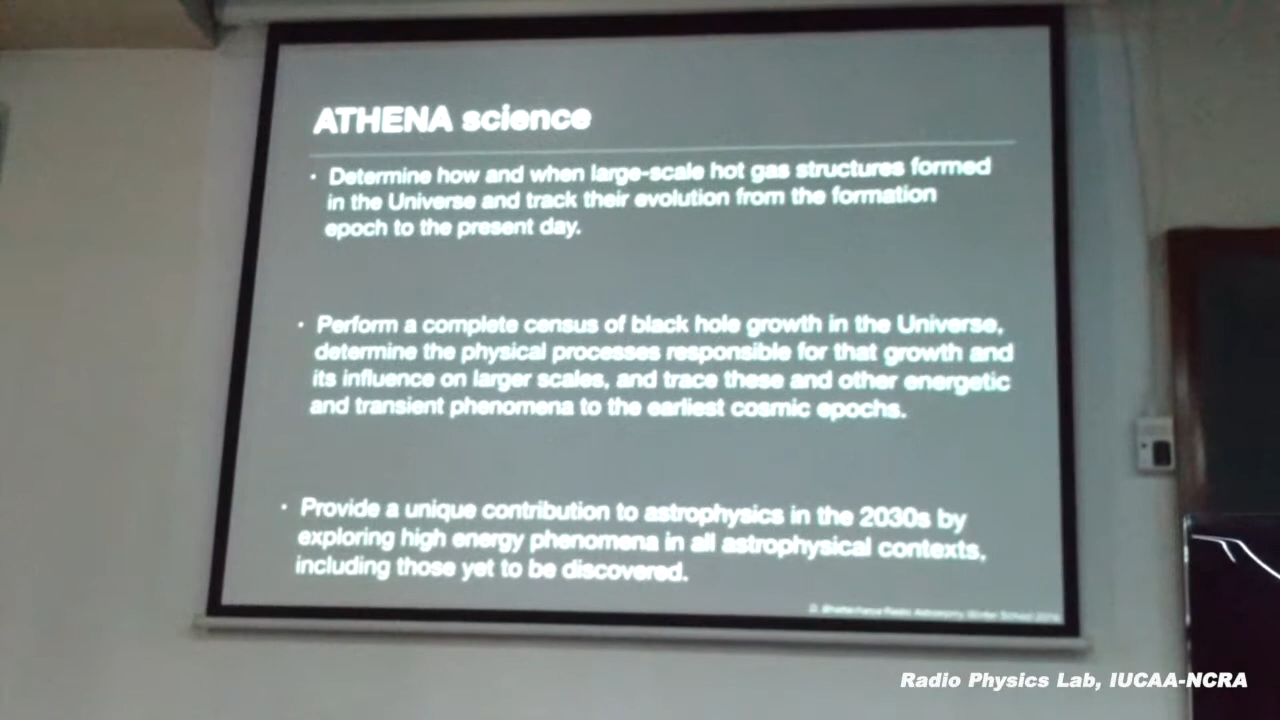 ATHENA science
· Determine how and when large-scale hot gas structures formed
in the Universe and track their evolution from the formation
epoch to the present day.
· Perform a complete census of black hole growth in the Universe,
determine the physical processes responsible for that growth and
its influence on larger scales, and trace these and other energetic
and transient phenomena to the earliest cosmic epochs.
· Provide a unique contribution to astrophysics in the 2030s by
exploring high energy phenomena in all astrophysical contexts,
including those yet to be discovered.
Radio Astronomy Winter School
Radio Physics Lab, IUCAA-NCRA